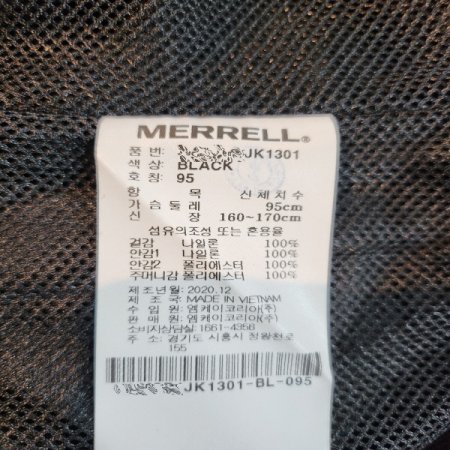 MERRELL®
품 번: JK1301
색 상: BLACK
호 칭: 95
항 목 신체치수
가 슴 둘 레 95cm
신 장 160~170cm
섬유의조성 또는 혼용율
겉감 나일론 100%
안감1 나일론 100%
안감2 폴리에스터 100%
주머니감 폴리에스터 100%
제조년월: 2020.12
제 조 국: MADE IN VIETNAM
수 입 원: 엠케이코리아(주)
판 매 원: 엠케이코리아(주)
소비자상담실: 1661-4356
주 소: 경기도 시흥시 정왕천로
155
JK1301-BL-095